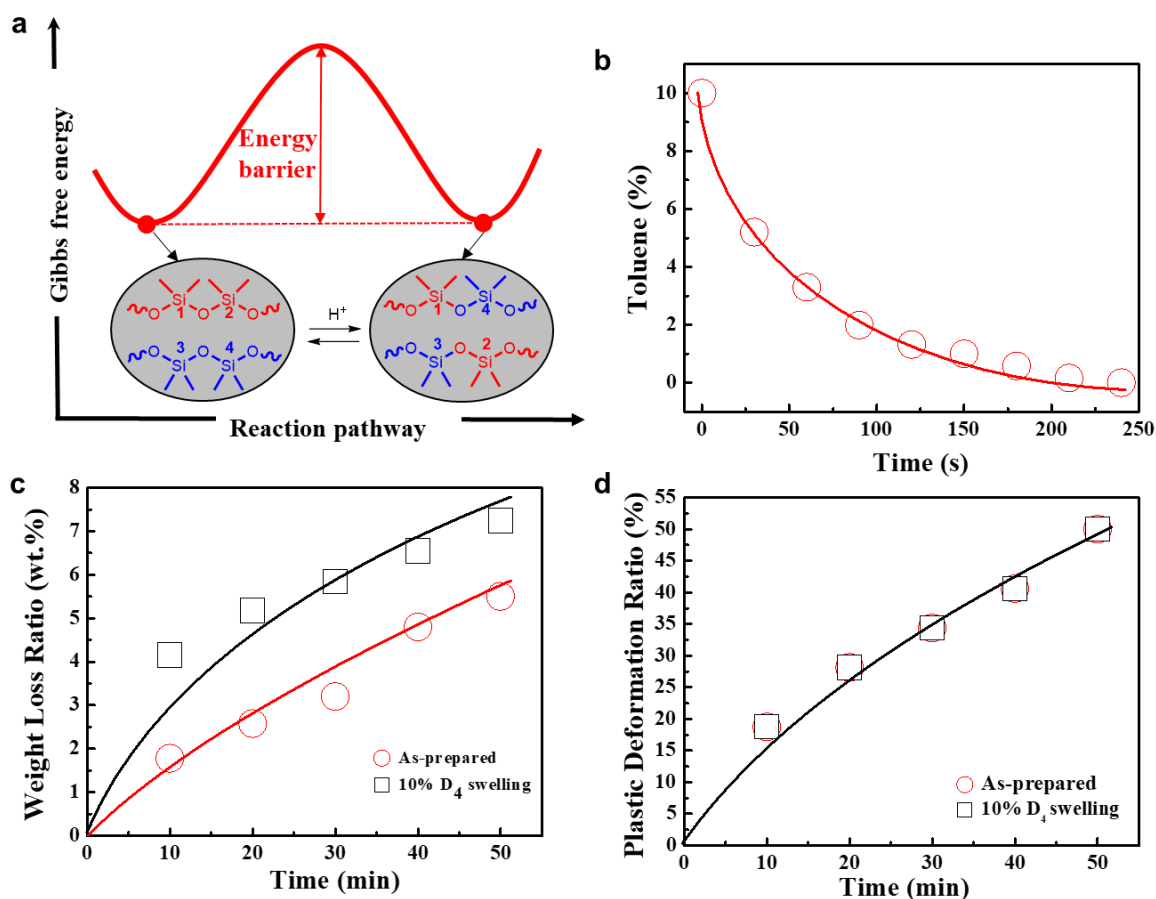 a
Gibbs free energy
Energy
barrier
Si Si
O 1 O 2 O
3 4
O O O
Si Si
H⁺
Si Si
O 1 O 4 O
3 2
O O O
Si Si
Reaction pathway
b
Toluene (%)
10
8
6
4
2
0
0 50 100 150 200 250
Time (s)
c
Weight Loss Ratio (wt.%)
8
7
6
5
4
3
2
1
0
As-prepared
10% D₄ swelling
0 10 20 30 40 50
Time (min)
d
Plastic Deformation Ratio (%)
55
50
45
40
35
30
25
20
15
10
5
0
As-prepared
10% D₄ swelling
0 10 20 30 40 50
Time (min)